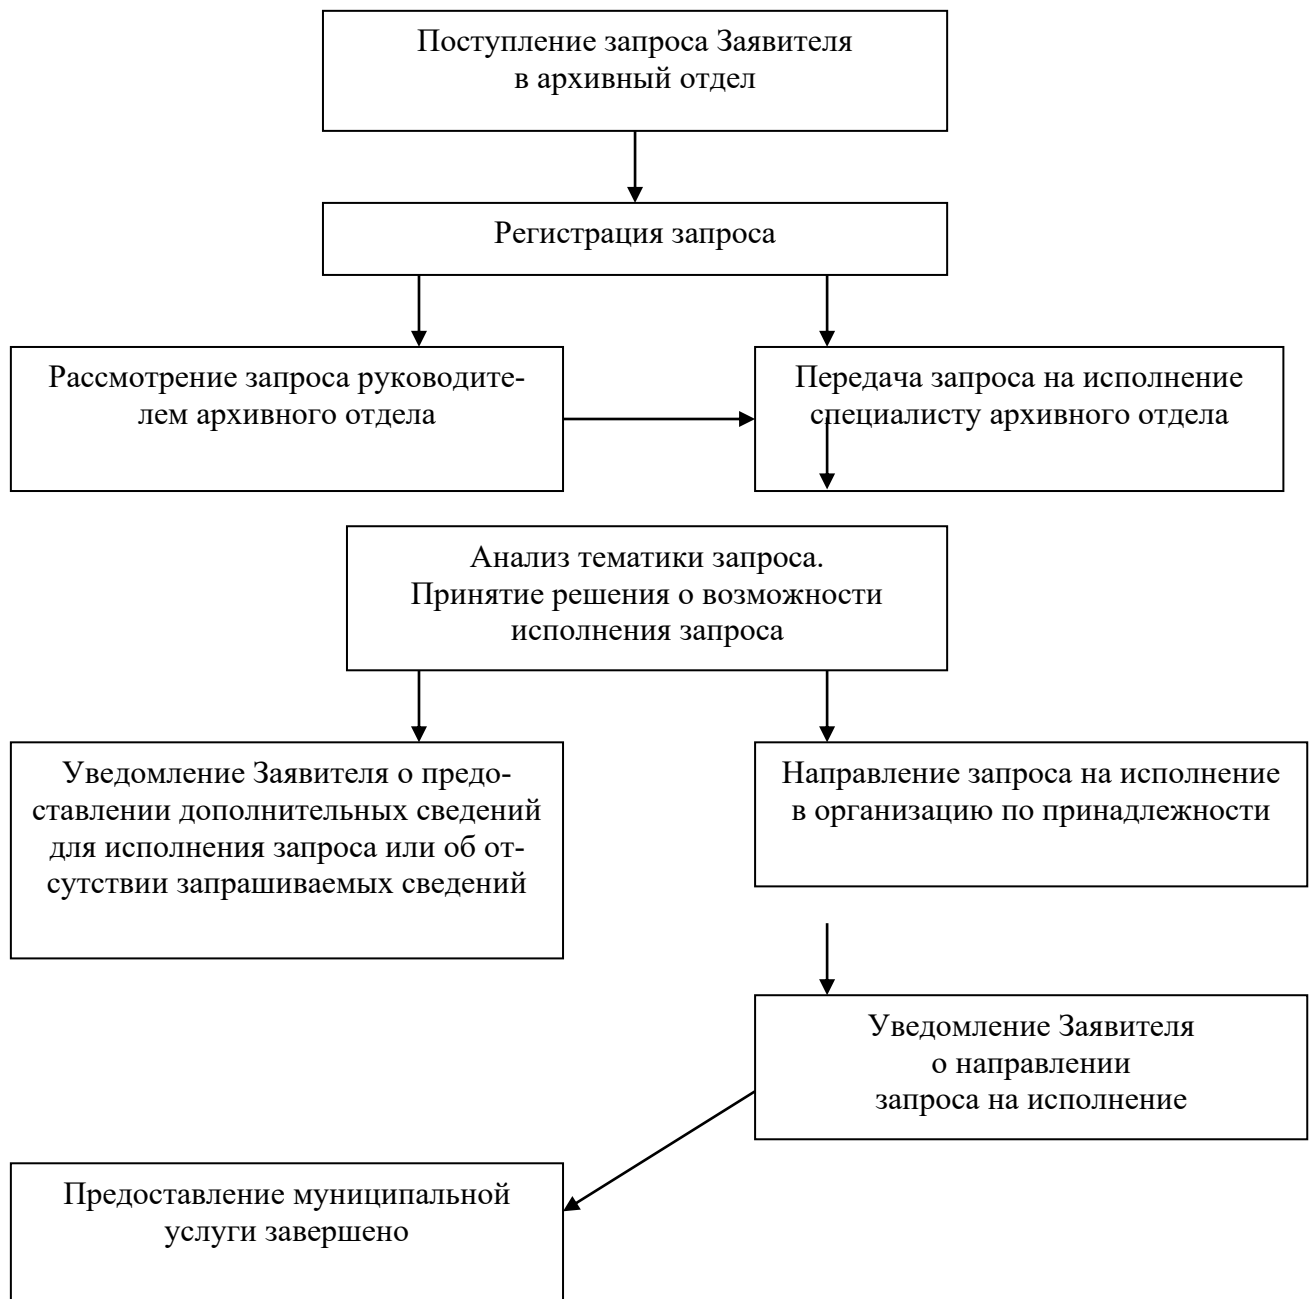 Поступление запроса Заявителя
в архивный отдел
Регистрация запроса
Рассмотрение запроса руководите-
лем архивного отдела
Передача запроса на исполнение
специалисту архивного отдела
Анализ тематики запроса.
Принятие решения о возможности
исполнения запроса
Уведомление Заявителя о предо-
ставлении дополнительных сведений
для исполнения запроса или об от-
сутствии запрашиваемых сведений
Направление запроса на исполнение
в организацию по принадлежности
Уведомление Заявителя
о направлении
запроса на исполнение
Предоставление муниципальной
услуги завершено